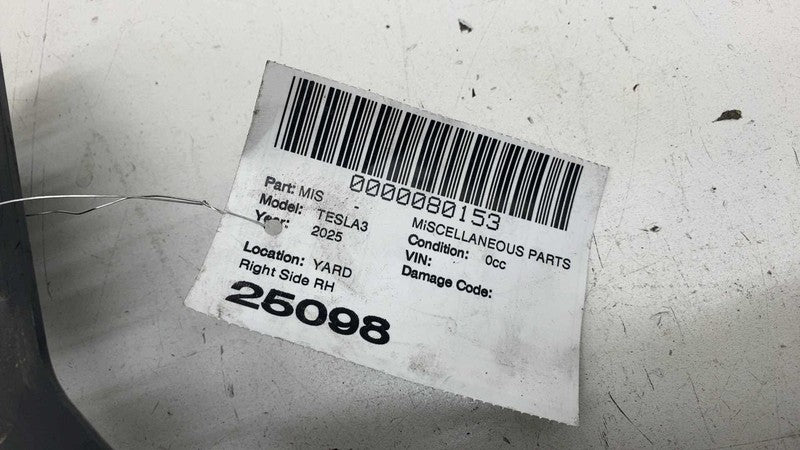 0000080153
Part: MIS - MiSCELLANEOUS PARTS
Model: TESLA3 Condition: 0cc
Year: 2025 VIN:
Damage Code:
Location: YARD
Right Side RH
25098